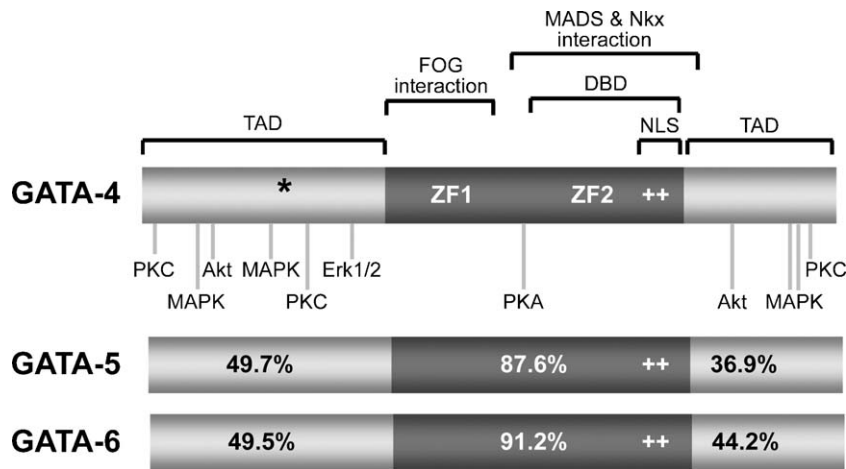 MADS & Nkx
interaction
FOG
interaction
DBD
TAD
NLS
TAD
GATA-4
*
ZF1
ZF2
++
PKC
Akt
MAPK
Erk1/2
PKC
MAPK
PKC
PKA
Akt
MAPK
GATA-5
49.7%
87.6%
++
36.9%
GATA-6
49.5%
91.2%
++
44.2%